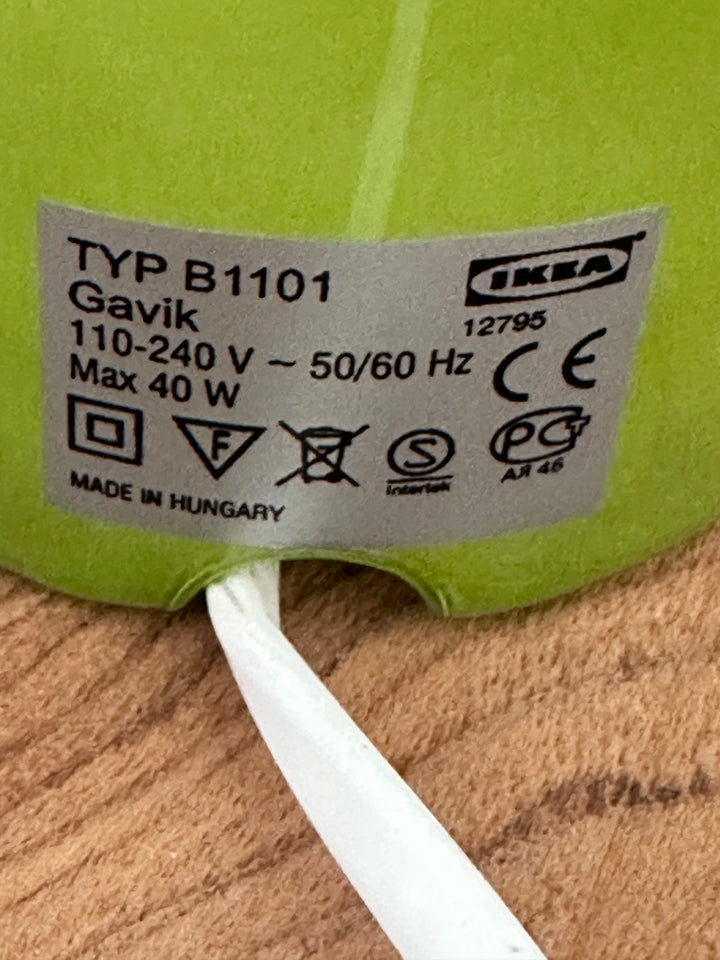 TYP B1101
Gavik
110-240 V ~ 50/60 Hz
Max 40 W
IKEA
12795
CE
F
S
Intertek
РСТ
АЯ 46
MADE IN HUNGARY